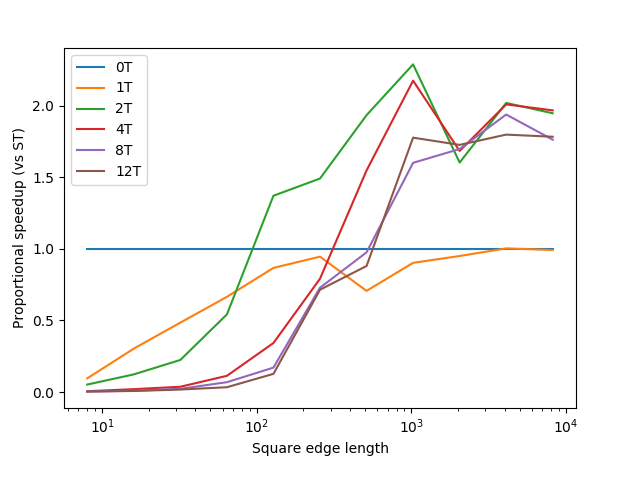 0T
1T
2T
4T
8T
12T
2.0
1.5
1.0
0.5
0.0
Proportional speedup (vs ST)
10¹ 10² 10³ 10⁴
Square edge length